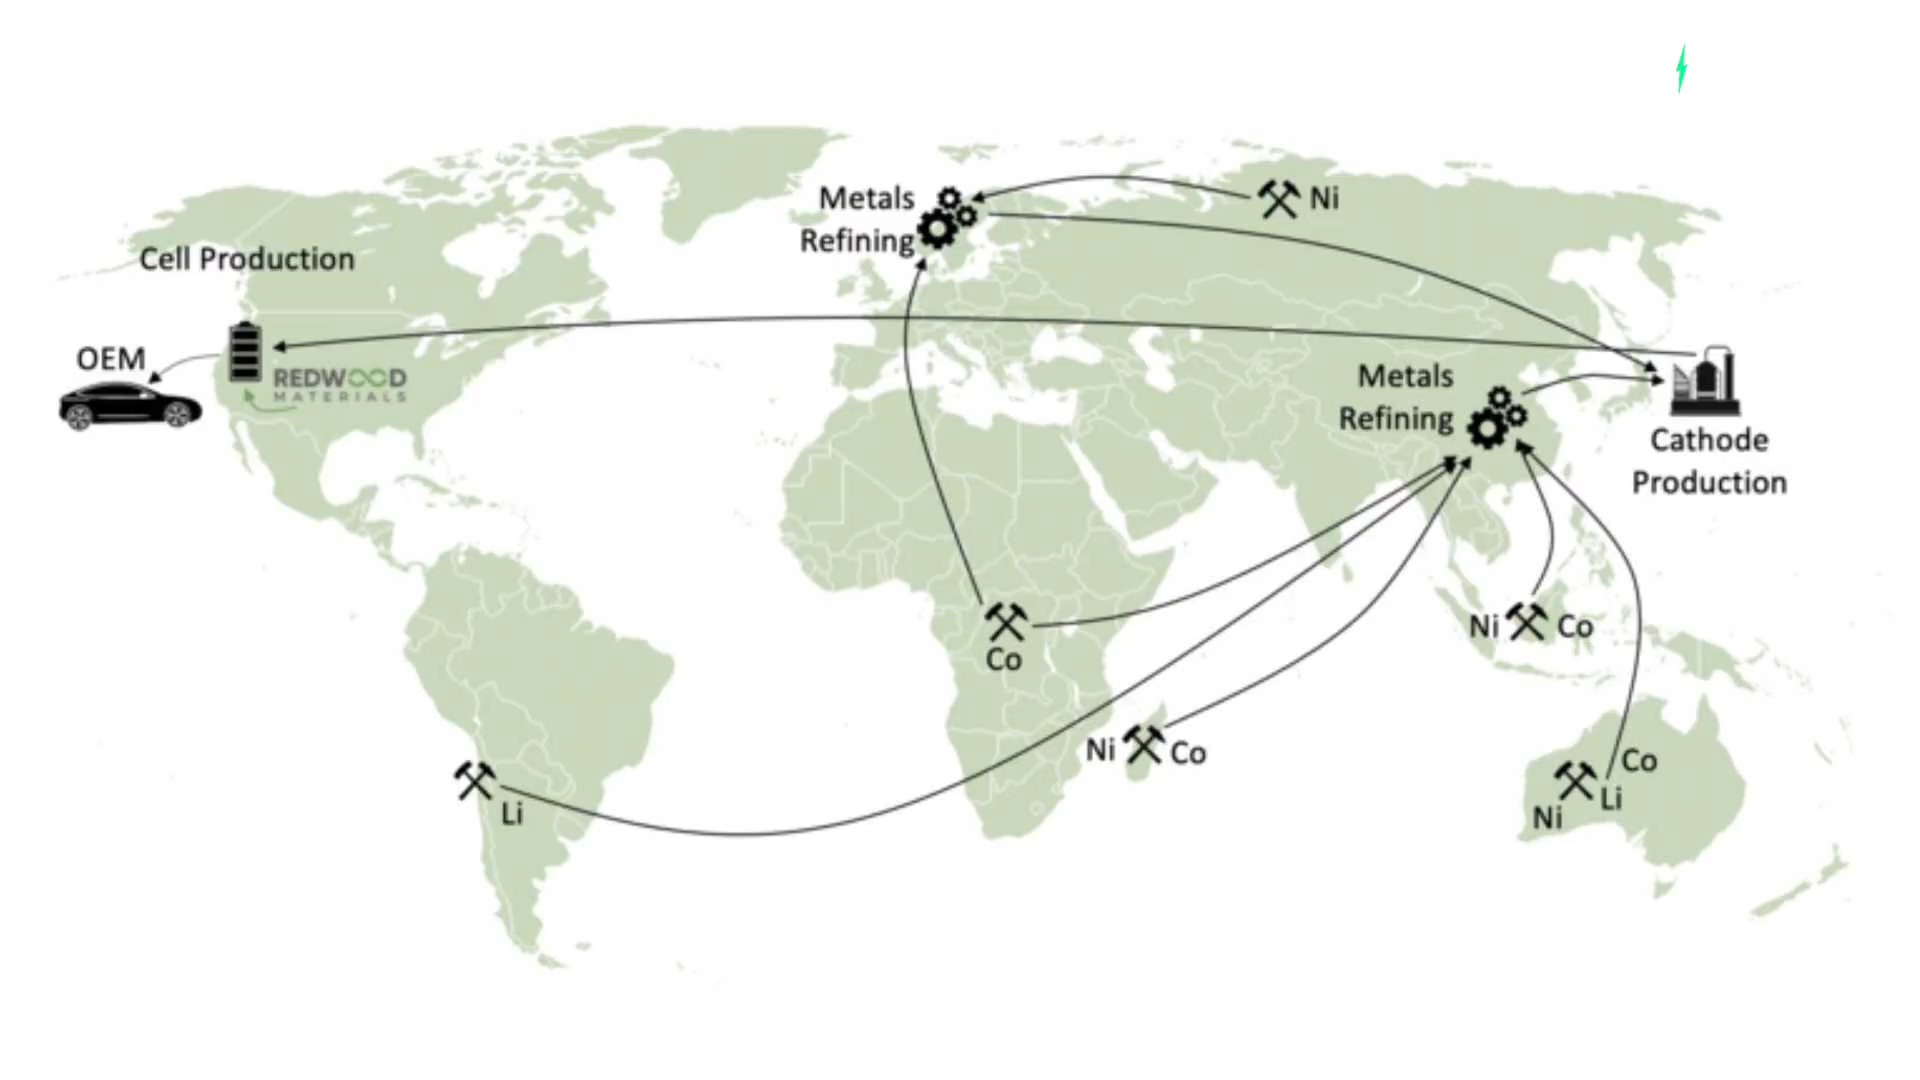 Metals
Refining
Ni
Cell Production
OEM
REDWOOD
MATERIALS
Metals
Refining
Cathode
Production
Co
Ni Co
Ni Co
Li
Co
Li
Ni